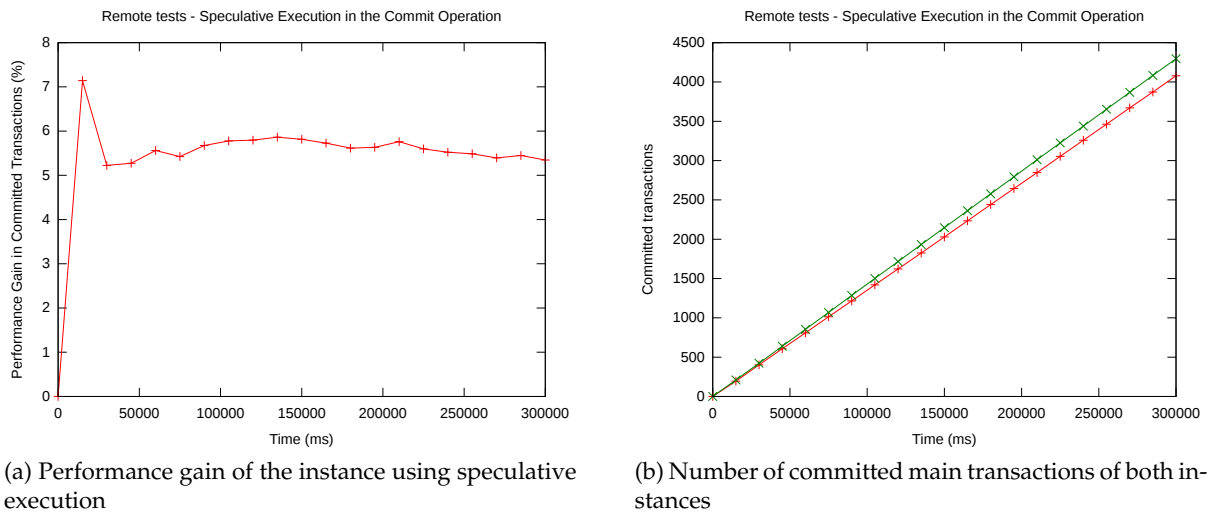 Remote tests - Speculative Execution in the Commit Operation
Performance Gain in Committed Transactions (%)
8
7
6
5
4
3
2
1
0
0 50000 100000 150000 200000 250000 300000
Time (ms)
(a) Performance gain of the instance using speculative
execution
Remote tests - Speculative Execution in the Commit Operation
Committed transactions
4500
4000
3500
3000
2500
2000
1500
1000
500
0
0 50000 100000 150000 200000 250000 300000
Time (ms)
(b) Number of committed main transactions of both in-
stances